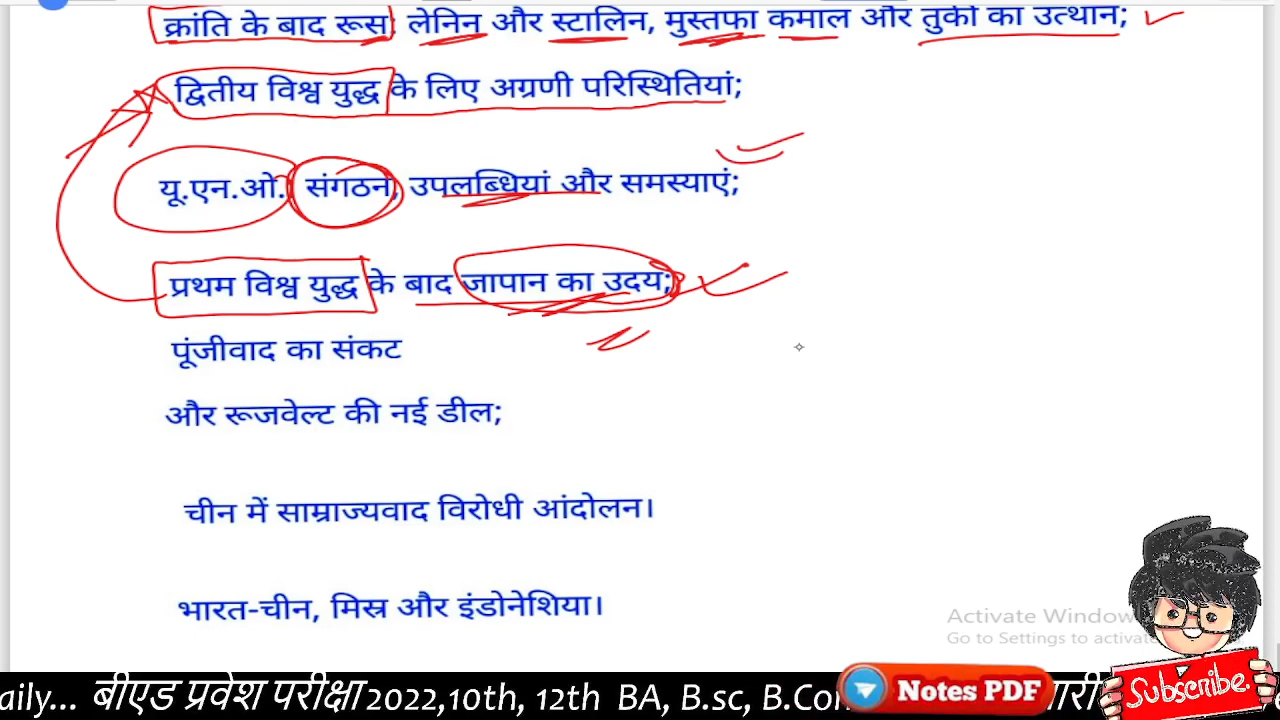 क्रांति के बाद रूस: लेनिन और स्टालिन, मुस्तफा कमाल और तुर्की का उत्थान;
द्वितीय विश्व युद्ध के लिए अग्रणी परिस्थितियां;
यू.एन.ओ. संगठन, उपलब्धियां और समस्याएं;
प्रथम विश्व युद्ध के बाद जापान का उदय;
पूंजीवाद का संकट
और रूजवेल्ट की नई डील;
चीन में साम्राज्यवाद विरोधी आंदोलन।
भारत-चीन, मिस्र और इंडोनेशिया।
Activate Window
Go to Settings to activat
Subscribe.
aily... बीएड प्रवेश परीक्षा 2022,10th, 12th BA, B.sc, B.Co
Notes PDF